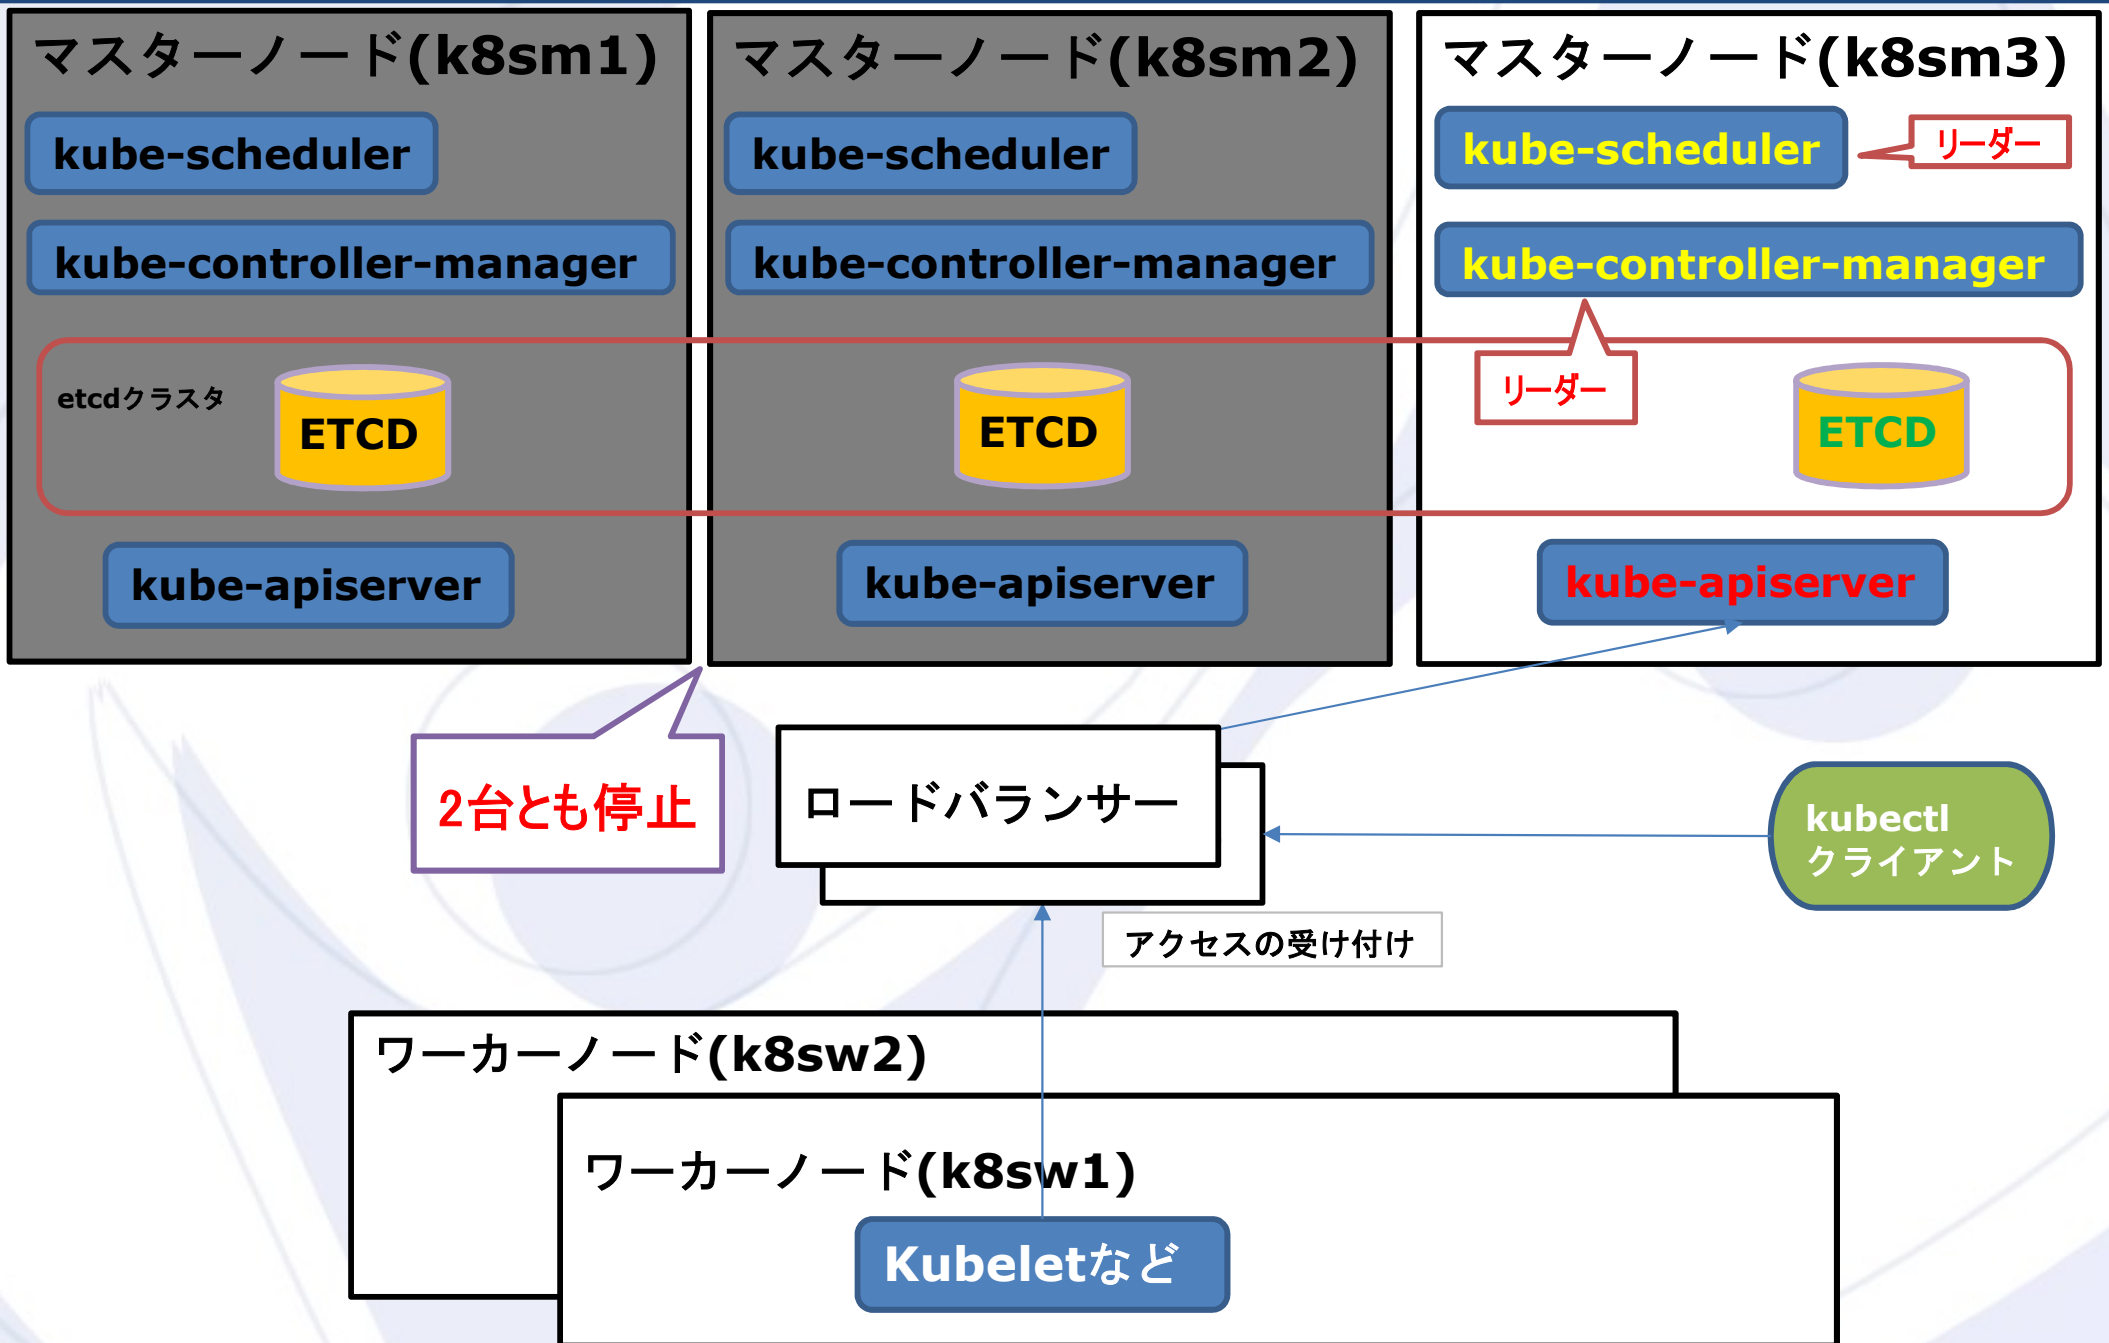 マスターノード(k8sm1)
kube-scheduler
kube-controller-manager
etcdクラスタ
ETCD
kube-apiserver
マスターノード(k8sm2)
kube-scheduler
kube-controller-manager
ETCD
kube-apiserver
マスターノード(k8sm3)
kube-scheduler
リーダー
kube-controller-manager
リーダー
ETCD
kube-apiserver
2台とも停止
ロードバランサー
kubectl
クライアント
アクセスの受け付け
ワーカーノード(k8sw2)
ワーカーノード(k8sw1)
Kubeletなど